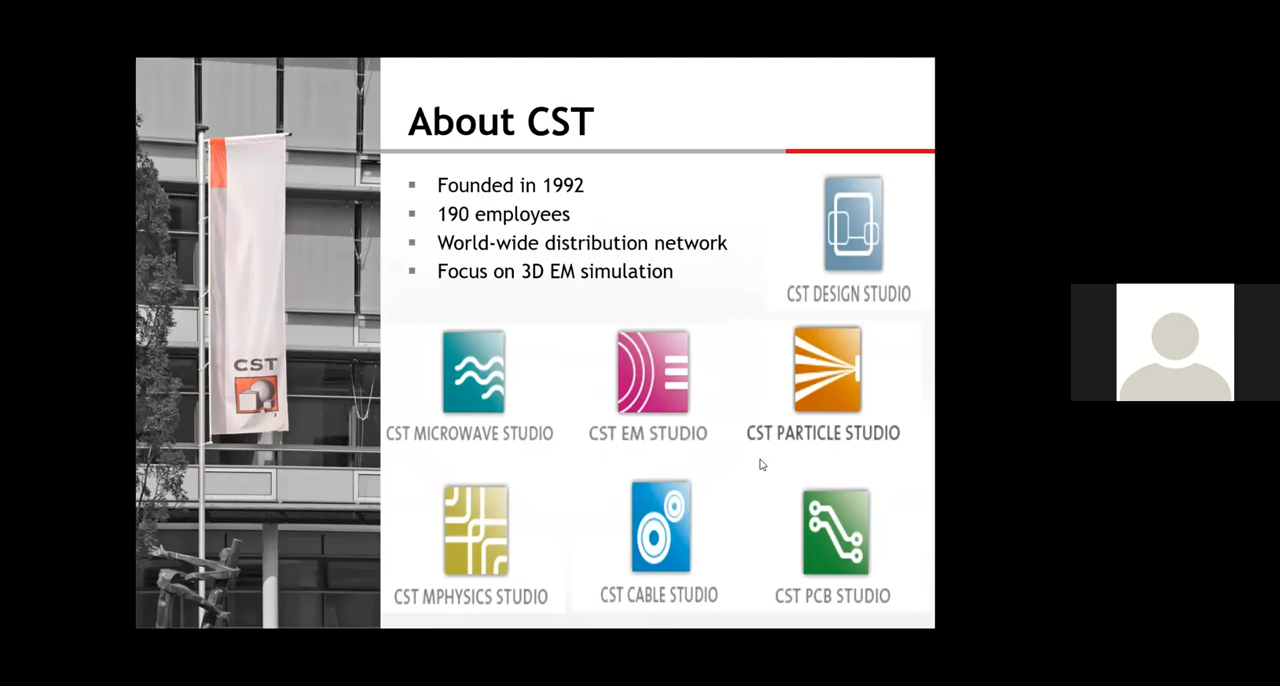 About CST
Founded in 1992
190 employees
World-wide distribution network
Focus on 3D EM simulation
CST DESIGN STUDIO
CST MICROWAVE STUDIO
CST EM STUDIO
CST PARTICLE STUDIO
CST MPHYSICS STUDIO
CST CABLE STUDIO
CST PCB STUDIO
CST